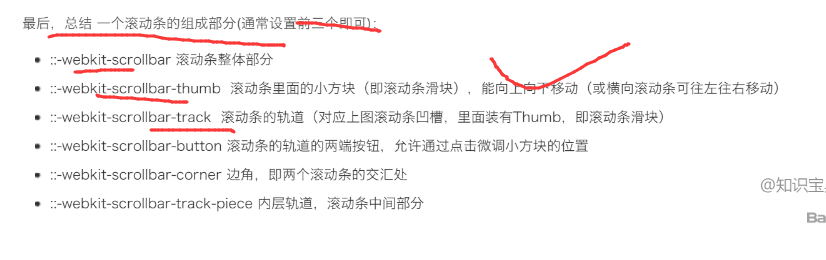 最后，总结 一个滚动条的组成部分(通常设置前三个即可)：
::-webkit-scrollbar 滚动条整体部分
::-webkit-scrollbar-thumb 滚动条里面的小方块（即滚动条滑块），能向上向下移动（或横向滚动条可往左往右移动）
::-webkit-scrollbar-track 滚动条的轨道（对应上图滚动条凹槽，里面装有Thumb，即滚动条滑块）
::-webkit-scrollbar-button 滚动条的轨道的两端按钮，允许通过点击微调小方块的位置
::-webkit-scrollbar-corner 边角，即两个滚动条的交汇处
::-webkit-scrollbar-track-piece 内层轨道，滚动条中间部分
@知识宝
Ba